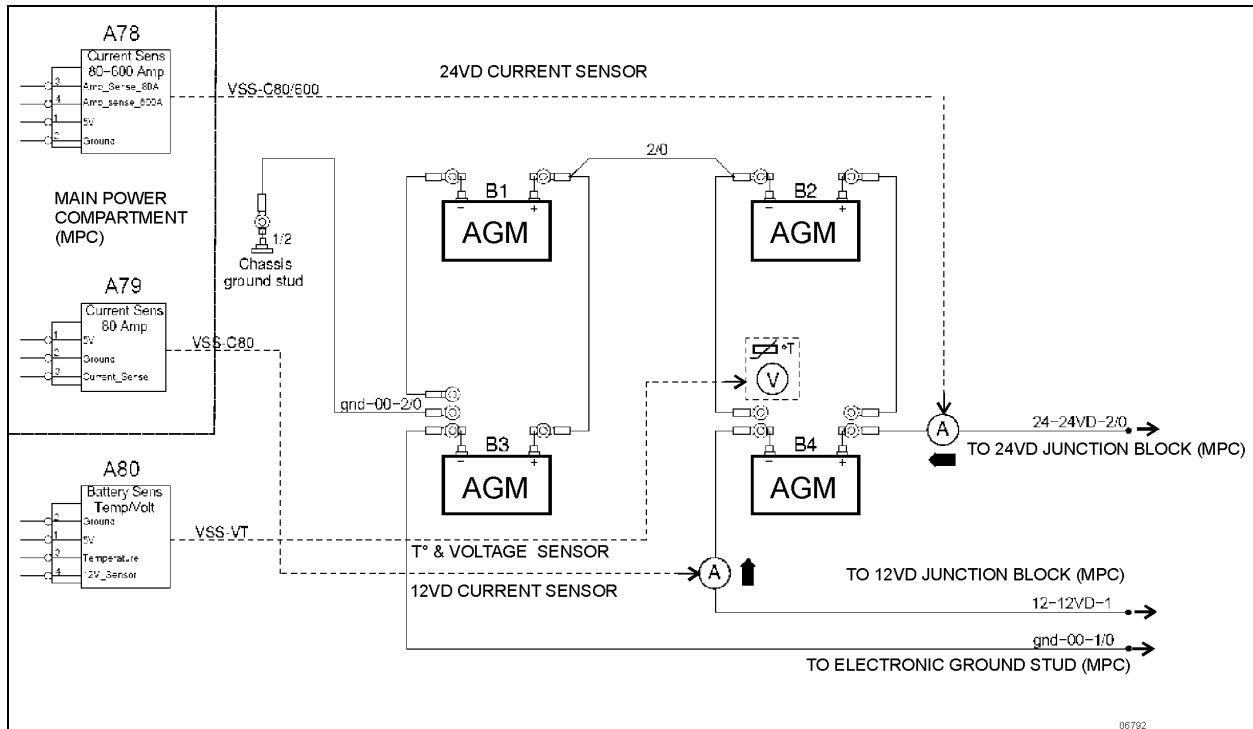 A78
Current Sens
80-600 Amp
3
Amp_Sense_80A
4
Amp_sense_600A
1
5V
2
Ground
24VD CURRENT SENSOR
VSS-C80/600
MAIN POWER
COMPARTMENT
(MPC)
1/2
Chassis
ground stud
2/0
B1
- +
AGM
B2
- +
AGM
A79
Current Sens
80 Amp
1
5V
2
Ground
3
Current_Sense
VSS-C80
gnd-00-2/0
°T
V
B3
- +
AGM
B4
- +
AGM
A
24-24VD-2/0
TO 24VD JUNCTION BLOCK (MPC)
A80
Battery Sens
Temp/Volt
2
Ground
1
5V
3
Temperature
4
12V_Sensor
VSS-VT
T° & VOLTAGE SENSOR
12VD CURRENT SENSOR
A
TO 12VD JUNCTION BLOCK (MPC)
12-12VD-1
gnd-00-1/0
TO ELECTRONIC GROUND STUD (MPC)
06792